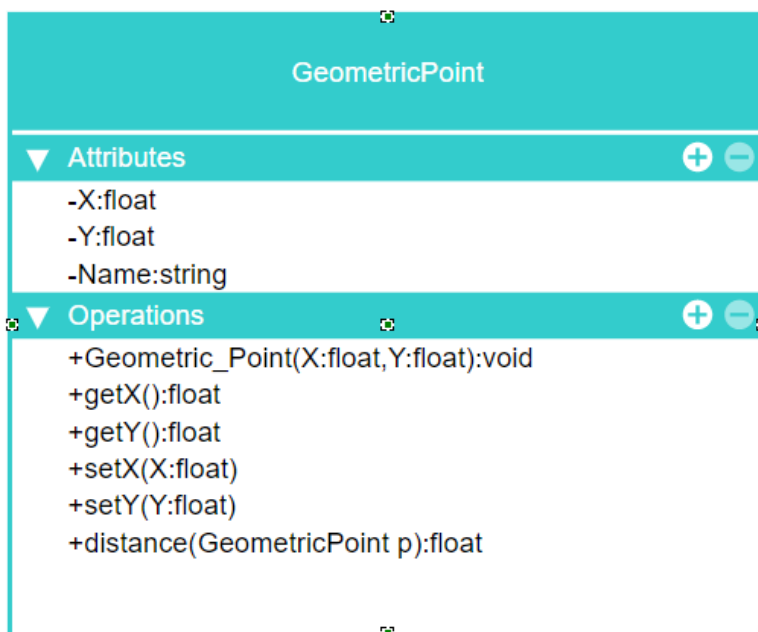 GeometricPoint
Attributes
-X:float
-Y:float
-Name:string
Operations
+Geometric_Point(X:float,Y:float):void
+getX():float
+getY():float
+setX(X:float)
+setY(Y:float)
+distance(GeometricPoint p):float